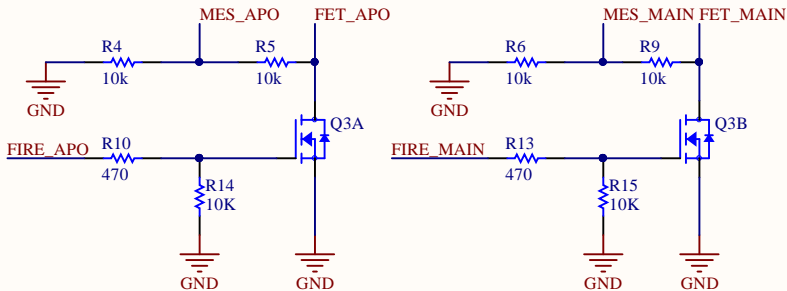 MES_APO FET_APO MES_MAIN FET_MAIN
R4 R5 R6 R9
10k 10k 10k 10k
GND GND
Q3A Q3B
R10 R13
FIRE_APO FIRE_MAIN
470 470
R14 R15
10K 10K
GND GND GND GND